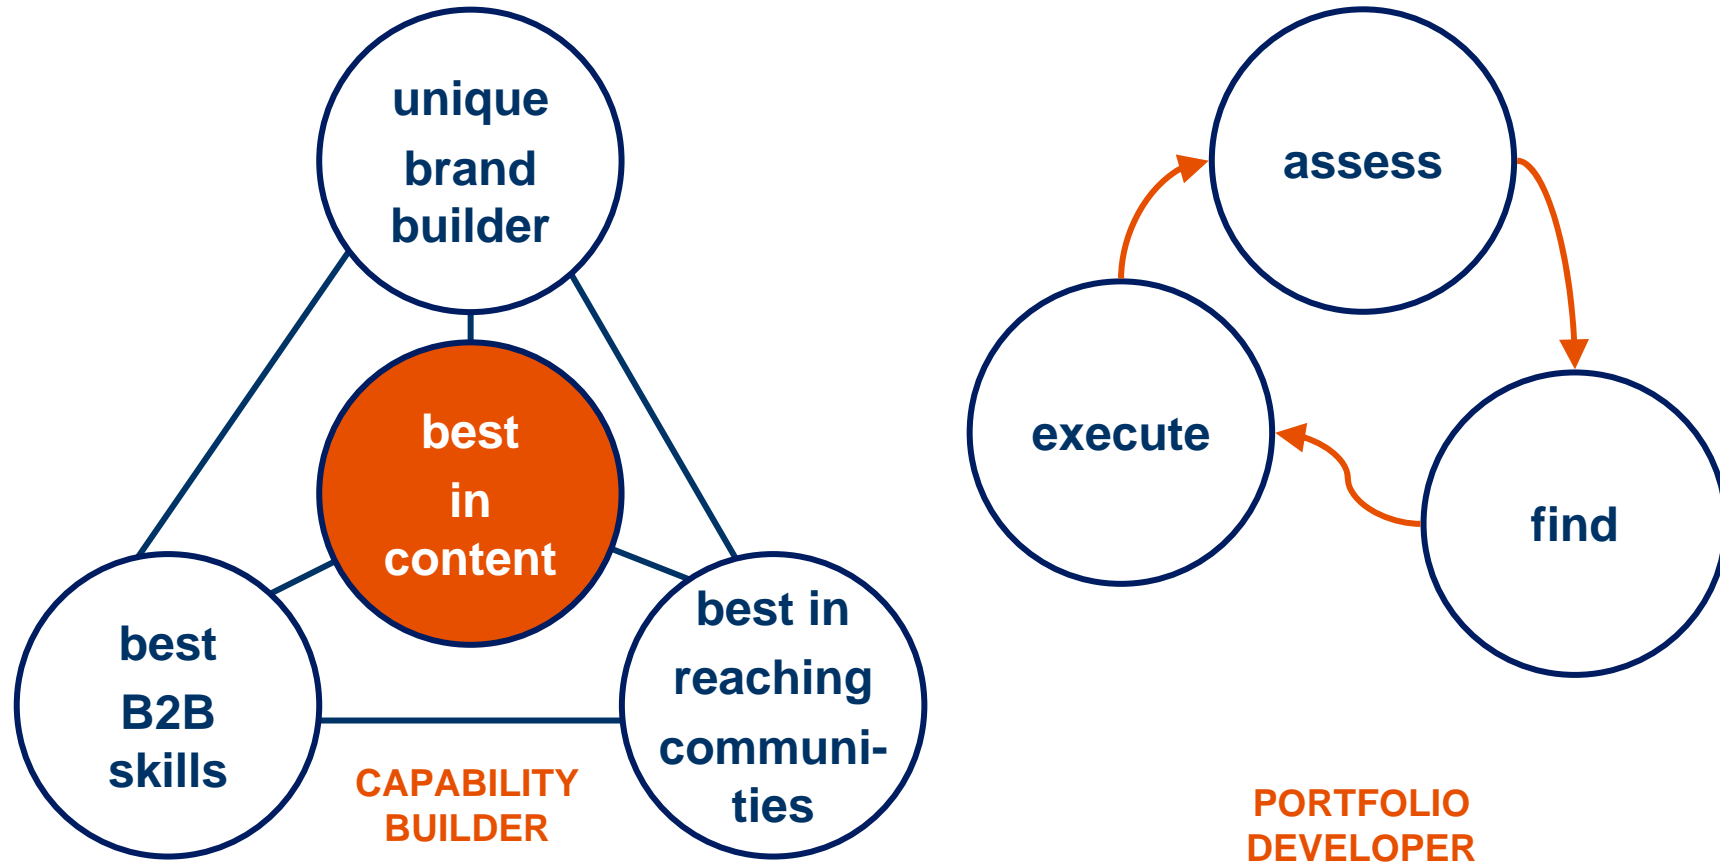 unique
brand
builder
best
in
content
best
B2B
skills
best in
reaching
communi-
ties
CAPABILITY
BUILDER
assess
execute
find
PORTFOLIO
DEVELOPER